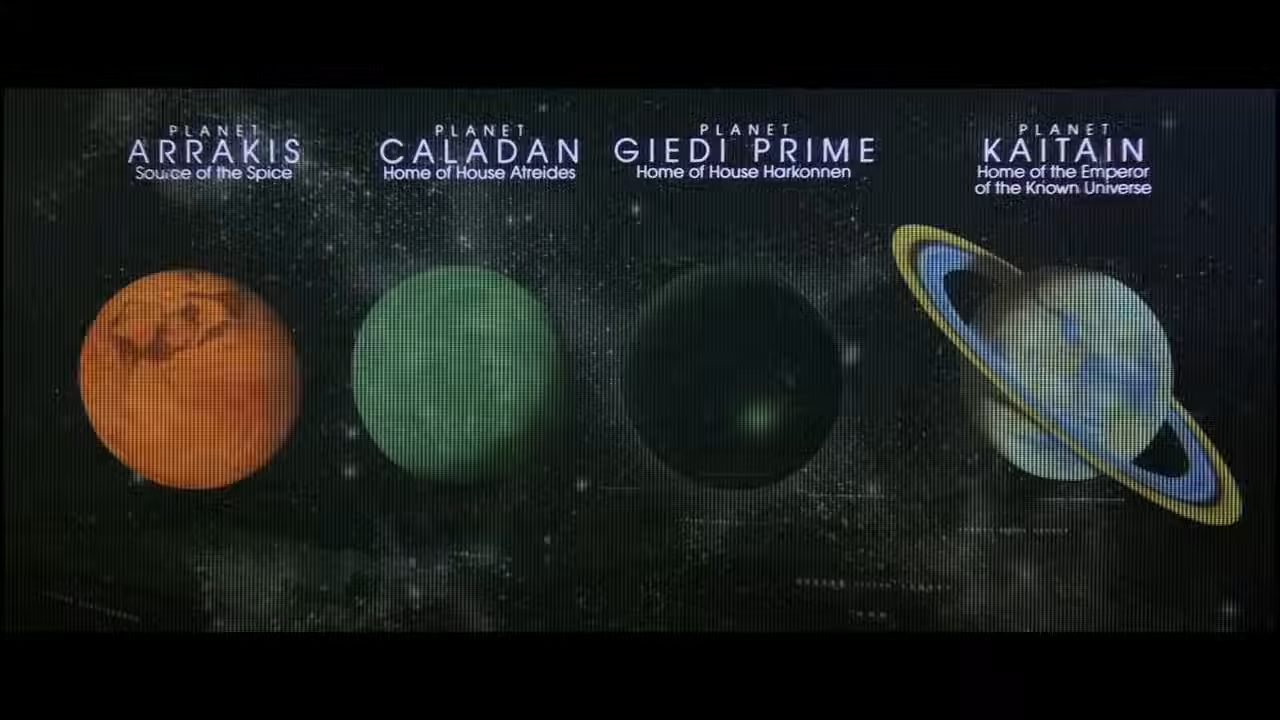 PLANET
ARRAKIS
Source of the Spice
PLANET
CALADAN
Home of House Atreides
PLANET
GIEDI PRIME
Home of House Harkonnen
PLANET
KAITAIN
Home of the Emperor
of the Known Universe